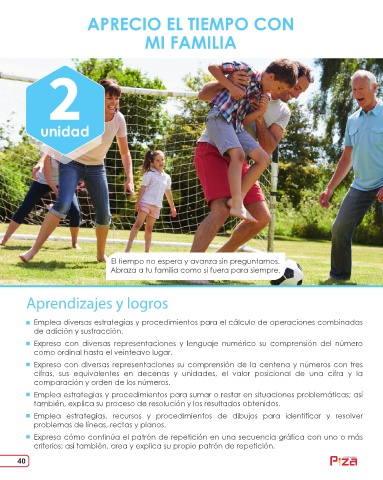 APRECIO EL TIEMPO CON
MI FAMILIA
2
unidad
El tiempo no espera y avanza sin preguntarnos.
Abraza a tu familia como si fuera para siempre.
Aprendizajes y logros
Emplea diversas estrategias y procedimientos para el cálculo de operaciones combinadas
de adición y sustracción.
Expreso con diversas representaciones y lenguaje numérico su comprensión del número
como ordinal hasta el veinteavo lugar.
Expreso con diversas representaciones su comprensión de la centena y números con tres
cifras, sus equivalentes en decenas y unidades, el valor posicional de una cifra y la
comparación y orden de los números.
Emplea estrategias y procedimientos para sumar o restar en situaciones problemáticas; así
también, explica su proceso de resolución y los resultados obtenidos.
Emplea estrategias, recursos y procedimientos de dibujos para identificar y resolver
problemas de líneas, rectas y planos.
Expresa cómo continúa el patrón de repetición en una secuencia gráfica con uno o más
criterios; así también, crea y explica su propio patrón de repetición.
40